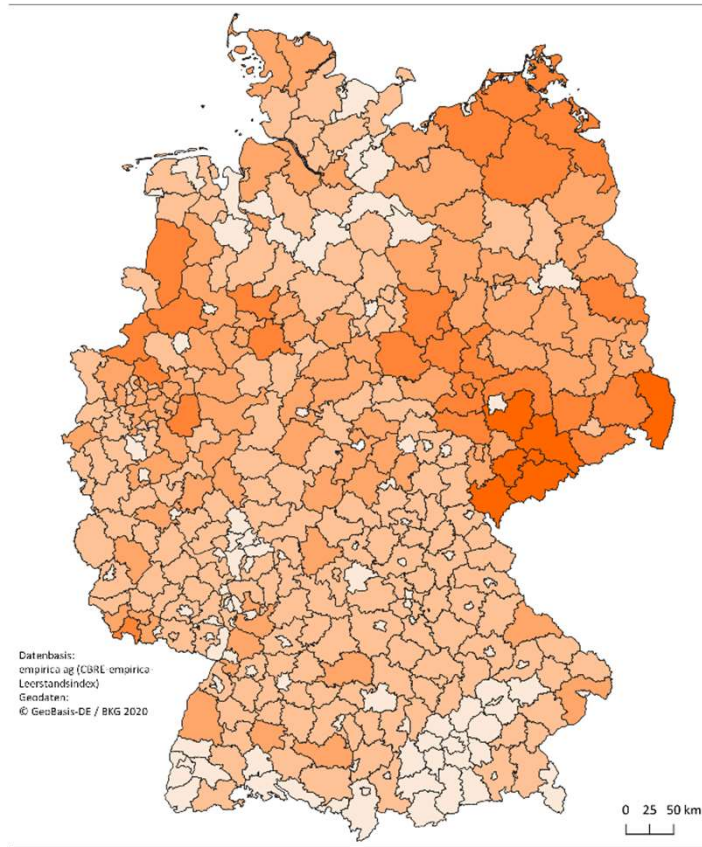 Datenbasis:
empirica ag (CBRE-empirica-
Leerstandsindex)
Geodaten:
© GeoBasis-DE / BKG 2020
0 25 50 km